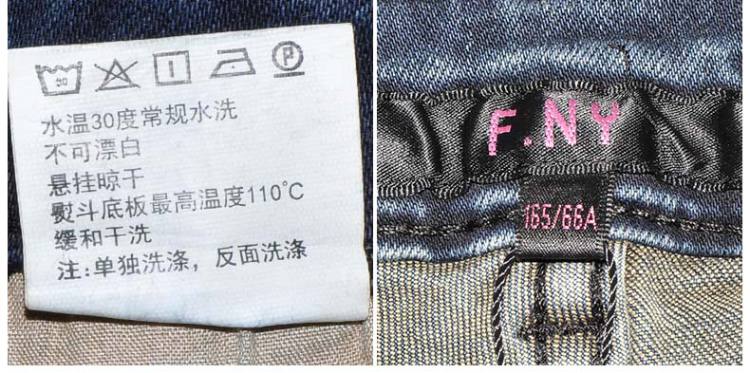 30
P
水温30度常规水洗
不可漂白
悬挂晾干
熨斗底板最高温度110℃
缓和干洗
注:单独洗涤，反面洗涤
F.NY
165/66A